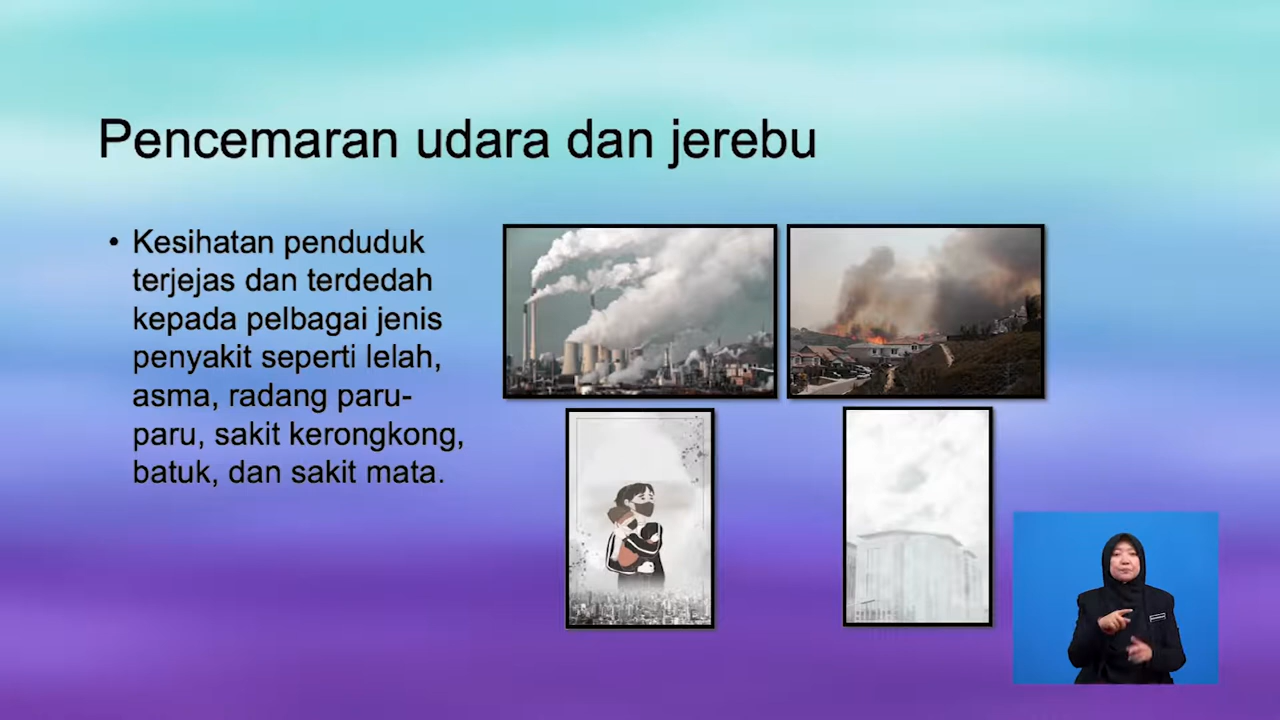 Pencemaran udara dan jerebu
• Kesihatan penduduk
terjejas dan terdedah
kepada pelbagai jenis
penyakit seperti lelah,
asma, radang paru-
paru, sakit kerongkong,
batuk, dan sakit mata.